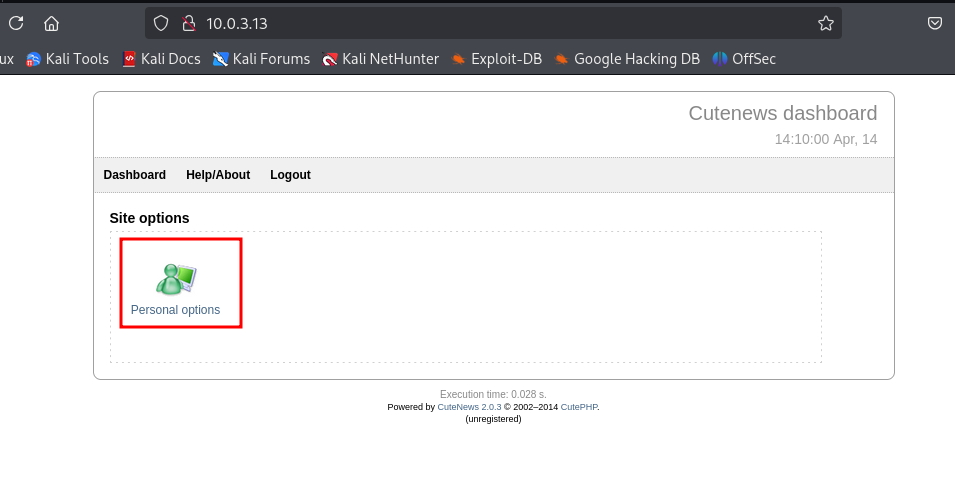 10.0.3.13
ux Kali Tools Kali Docs Kali Forums Kali NetHunter Exploit-DB Google Hacking DB OffSec
Cutenews dashboard
14:10:00 Apr, 14
Dashboard Help/About Logout
Site options
Personal options
Execution time: 0.028 s.
Powered by CuteNews 2.0.3 © 2002–2014 CutePHP.
(unregistered)